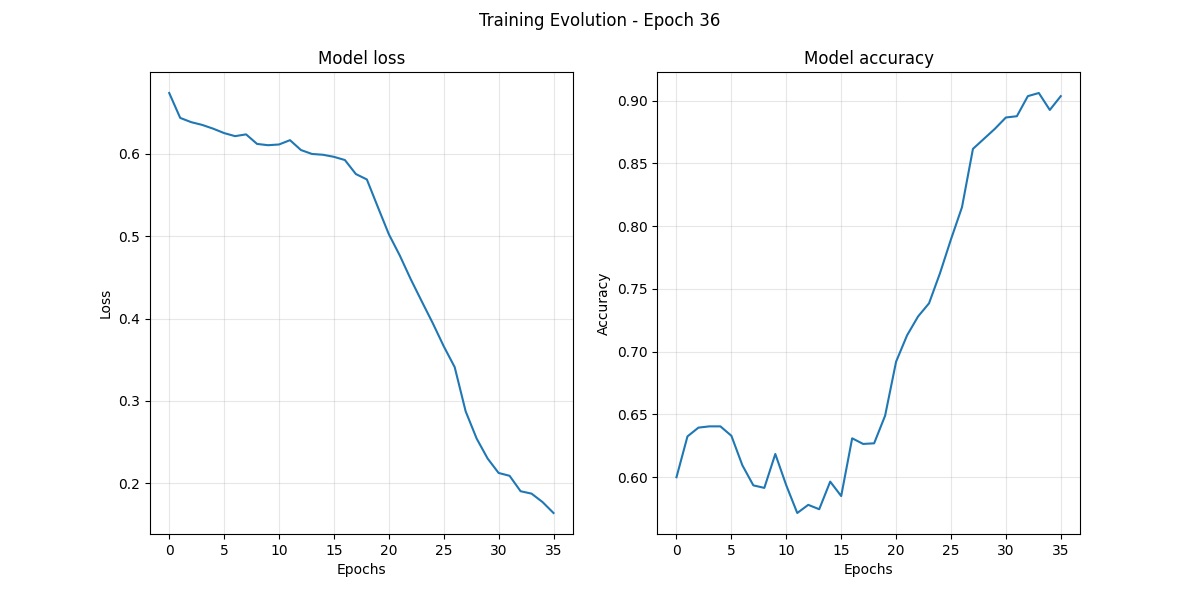 Training Evolution - Epoch 36
Model loss
Loss
0.6
0.5
0.4
0.3
0.2
0 5 10 15 20 25 30 35
Epochs
Model accuracy
Accuracy
0.90
0.85
0.80
0.75
0.70
0.65
0.60
0 5 10 15 20 25 30 35
Epochs